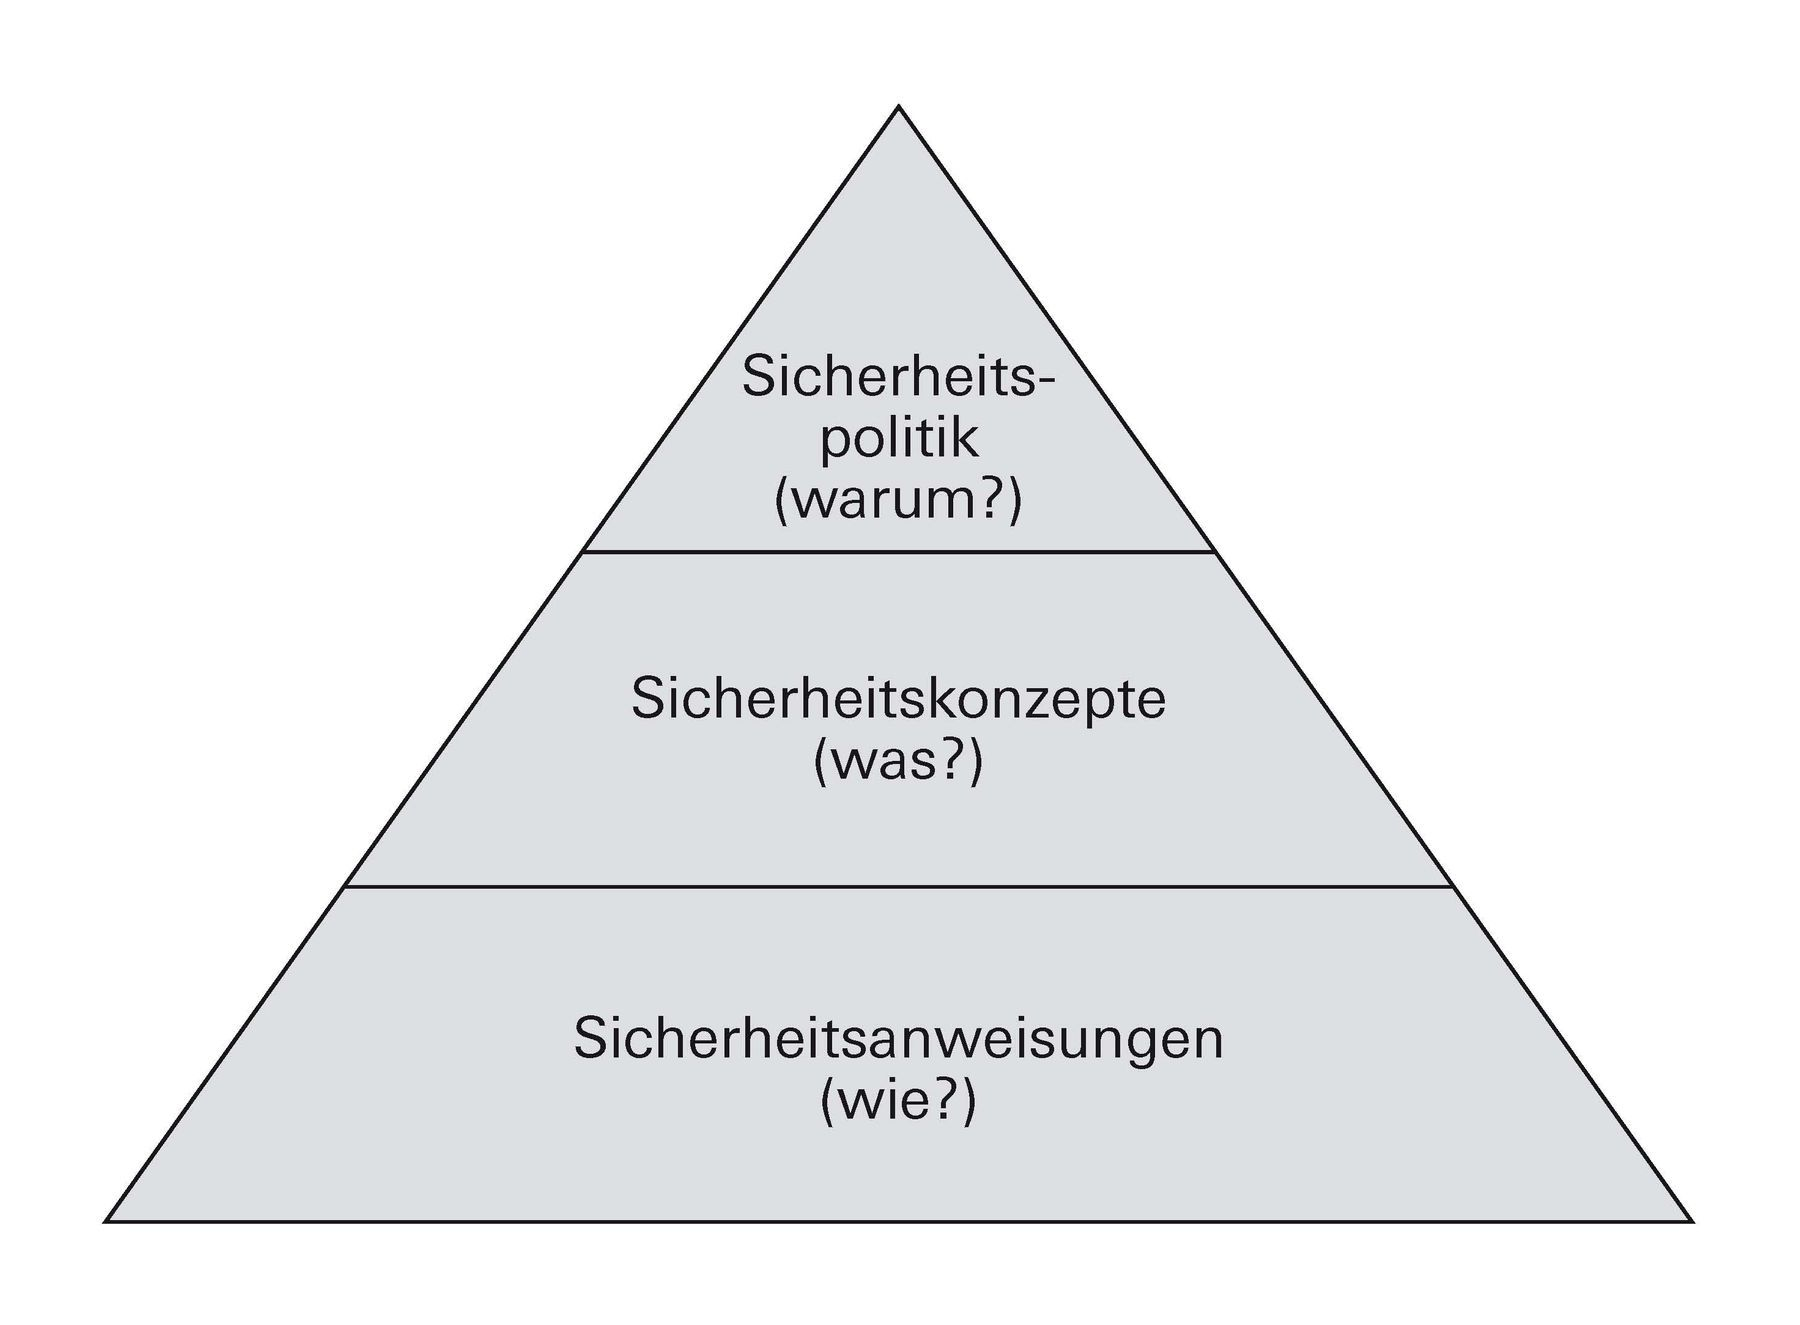 Sicherheits-
politik
(warum?)
Sicherheitskonzepte
(was?)
Sicherheitsanweisungen
(wie?)